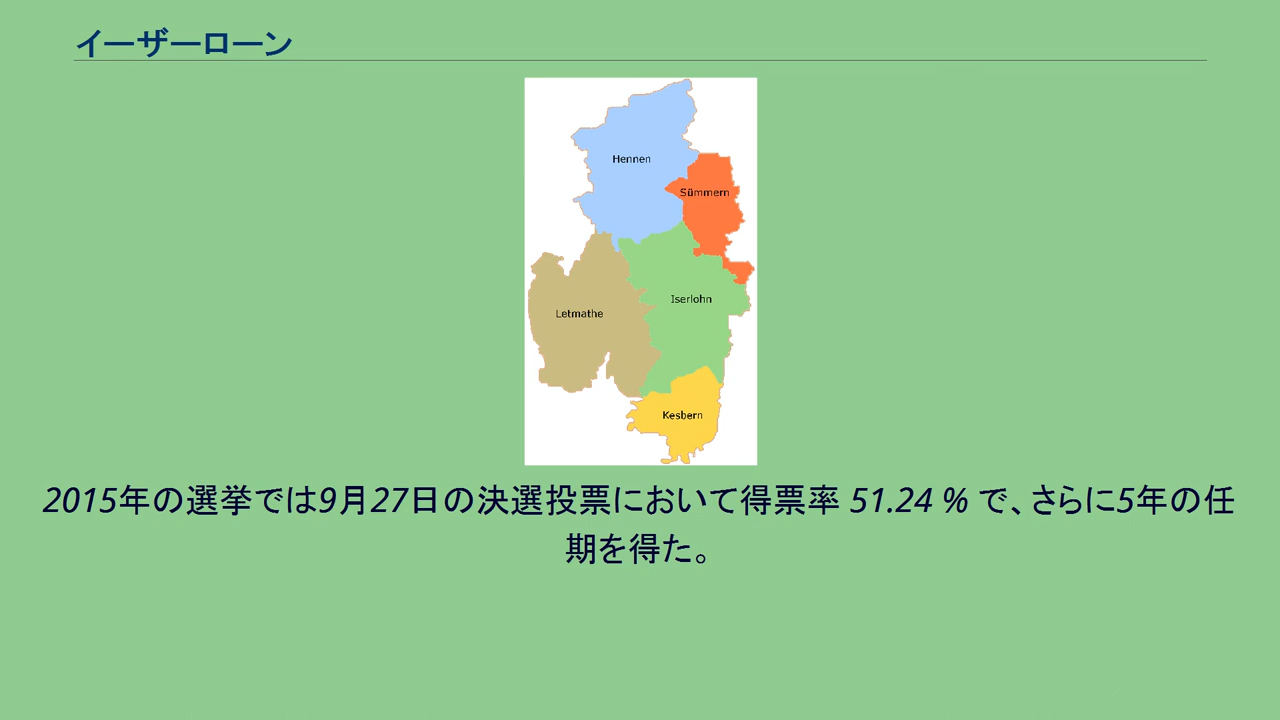 イーザーローン
Hennen
Sümmern
Iserlohn
Letmathe
Kesbern
2015年の選挙では9月27日の決選投票において得票率 51.24 % で、さらに5年の任
期を得た。